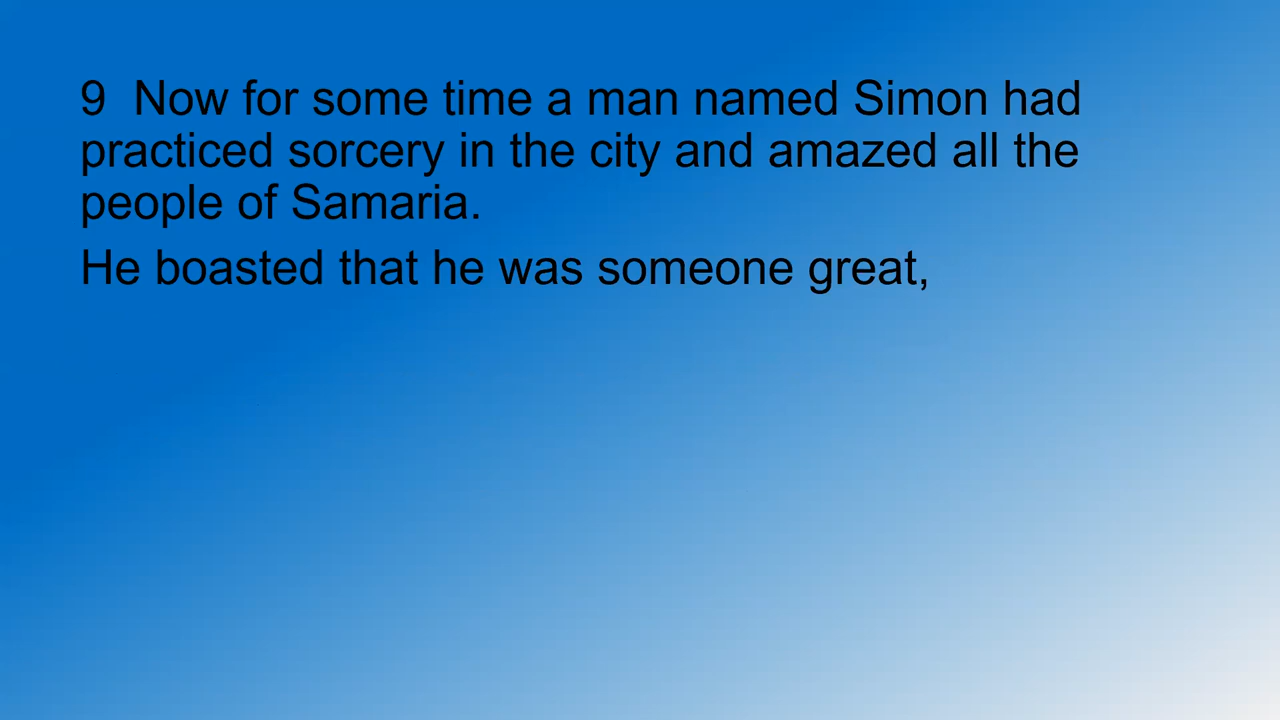 9  Now for some time a man named Simon had
practiced sorcery in the city and amazed all the
people of Samaria.
He boasted that he was someone great,